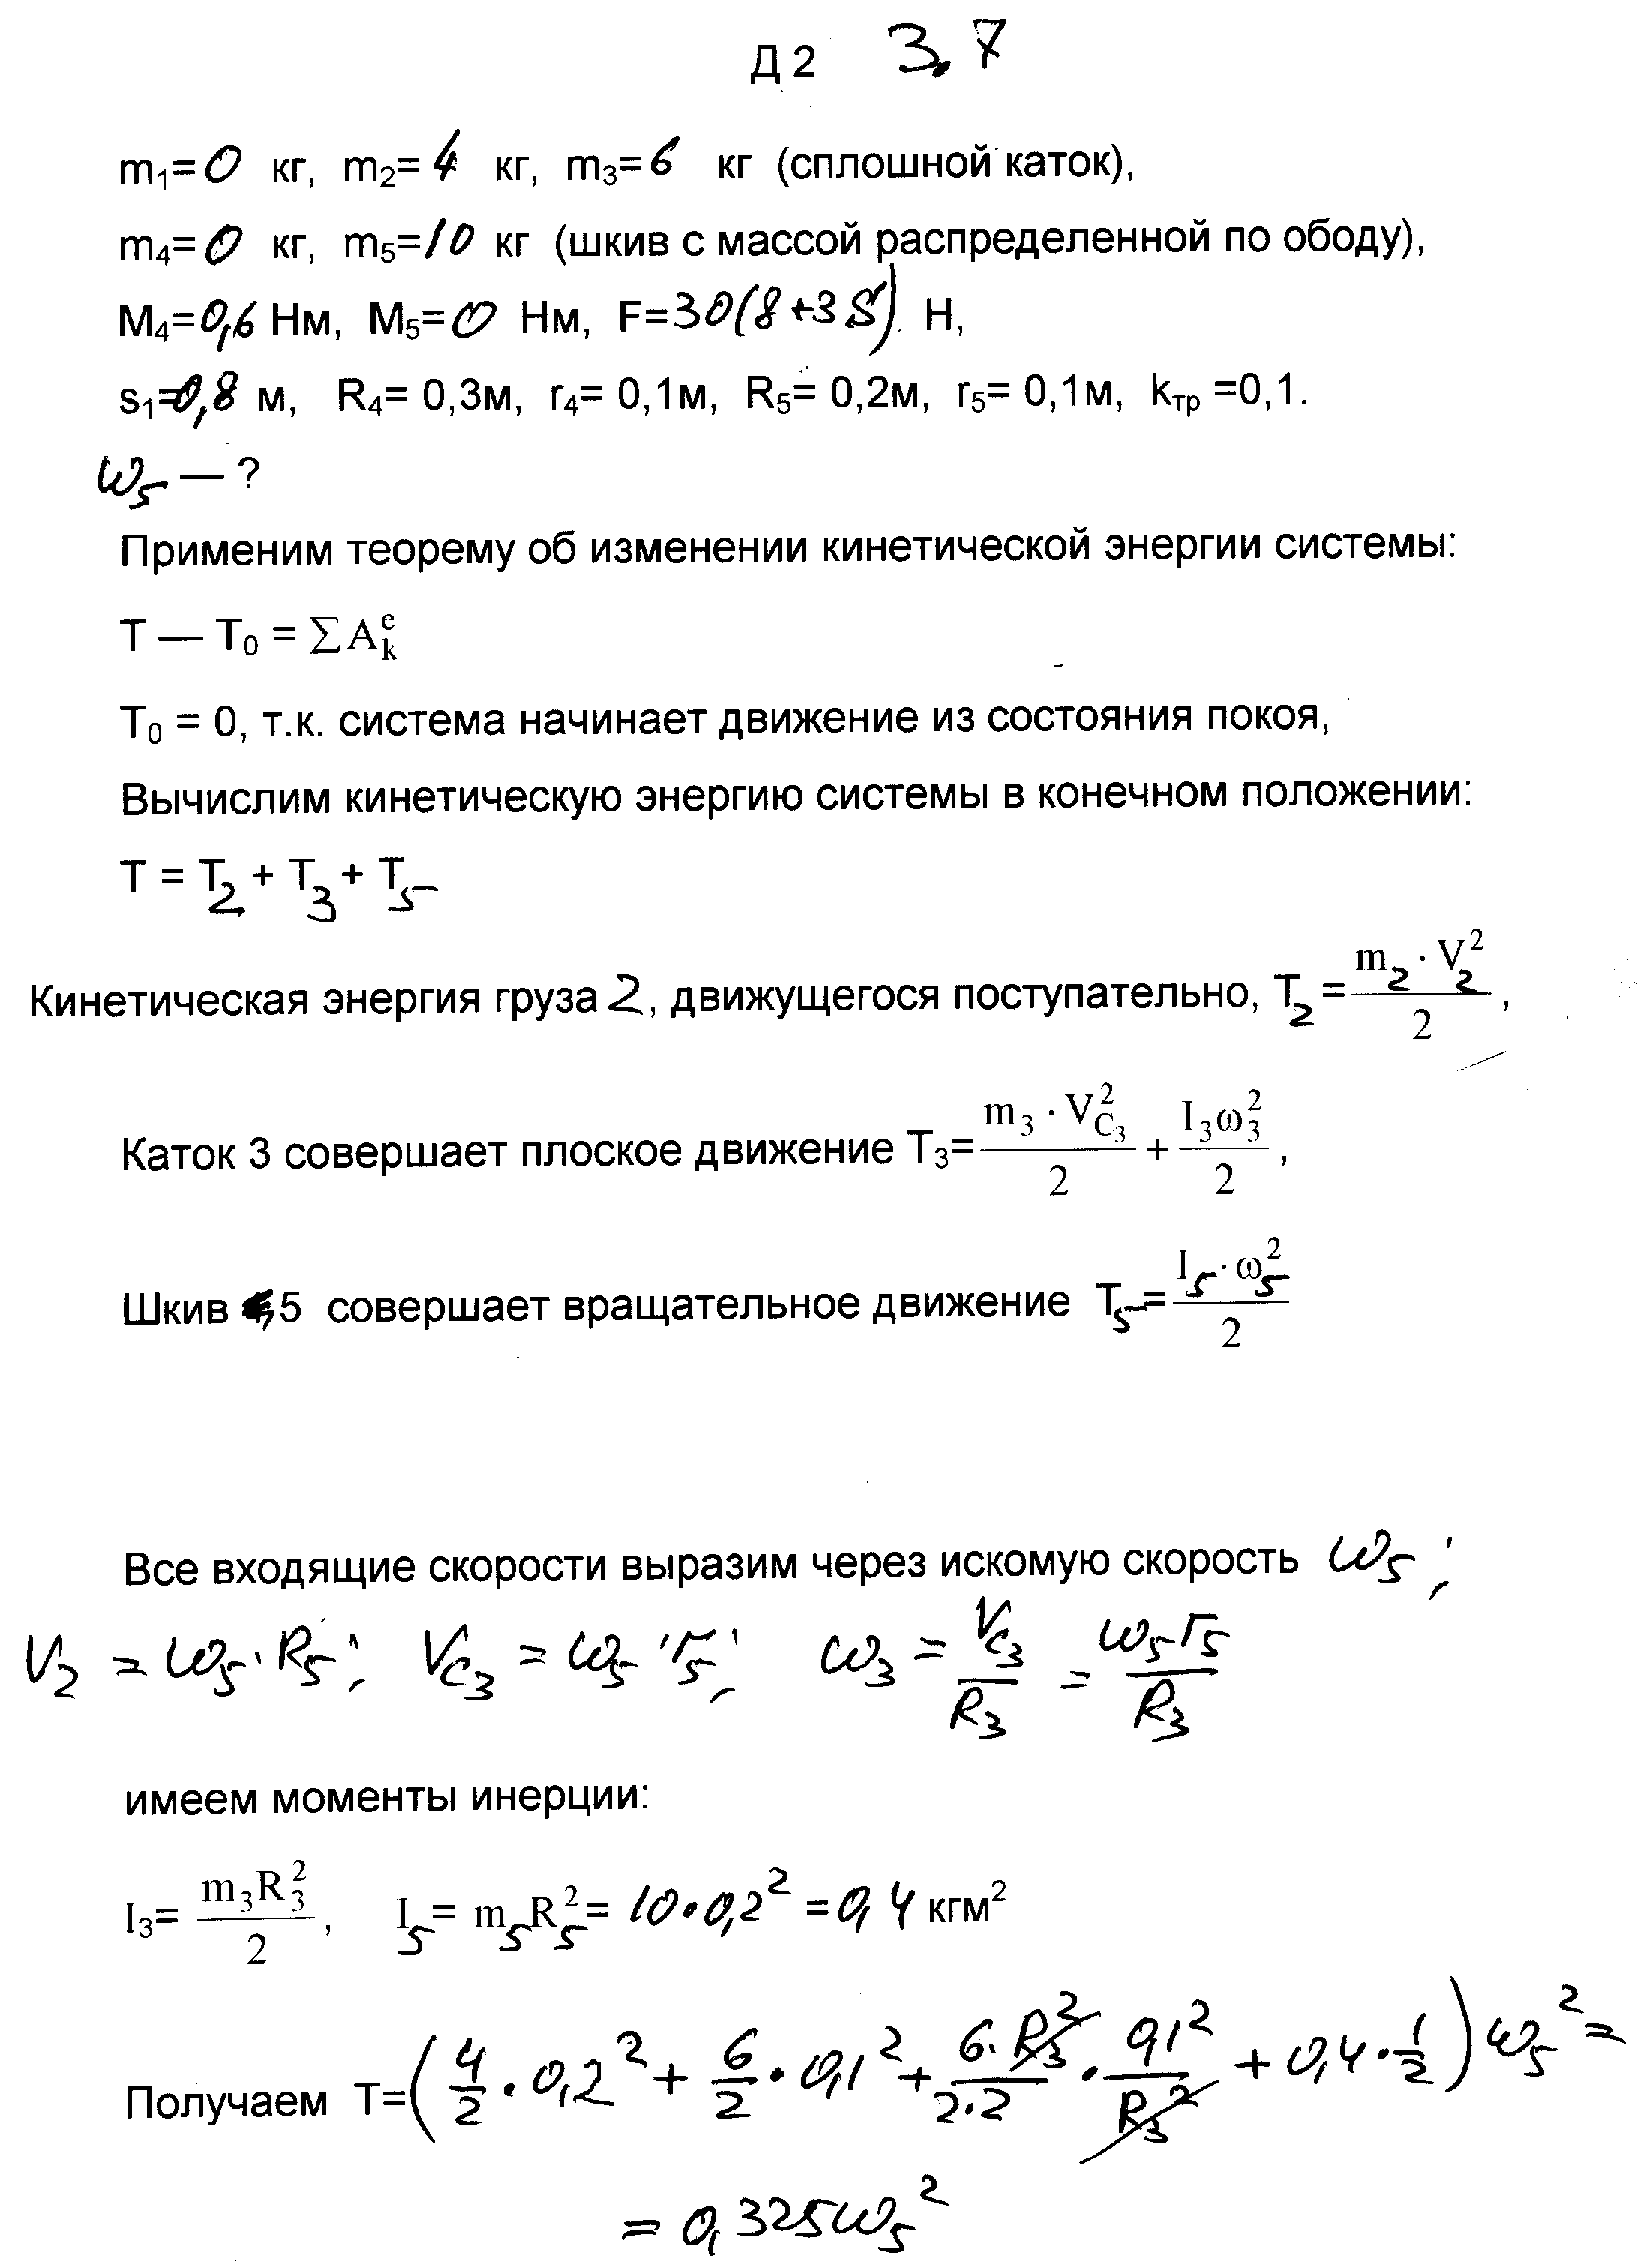 Д 2 3.7
m₁=0 кг, m₂=4 кг, m₃=6 кг (сплошной каток),
m₄=0 кг, m₅=10 кг (шкив с массой распределенной по ободу),
M₄=0,6 Нм, M₅=0 Нм, F=30(8+3S) Н,
s₁=0,8 м, R₄= 0,3м, r₄= 0,1м, R₅= 0,2м, r₅= 0,1м, kтр =0,1.
ω₅ — ?
Применим теорему об изменении кинетической энергии системы:
T — T₀ = ∑Aₖᵉ
T₀ = 0, т.к. система начинает движение из состояния покоя,
Вычислим кинетическую энергию системы в конечном положении:
T = T₂ + T₃ + T₅
Кинетическая энергия груза 2, движущегося поступательно, T₂ = m₂ · V₂² / 2,
Каток 3 совершает плоское движение T₃= m₃ · V_C₃² / 2 + I₃ω₃² / 2,
Шкив 5 совершает вращательное движение T₅= I₅ · ω₅² / 2
Все входящие скорости выразим через искомую скорость ω₅;
V₂ = ω₅ · R₅; V_C₃ = ω₅ · r₅; ω₃ = V_C₃ / R₃ = ω₅ r₅ / R₃
имеем моменты инерции:
I₃= m₃R₃² / 2, I₅= m₅R₅²= 10·0,2² =0,4 кгм²
Получаем T=(4/2 · 0,2² + 6/2 · 0,1² + 6·R₃² / 2·2 · 0,1² / R₃² + 0,4 · 1/2) ω₅² =
= 0,325ω₅²